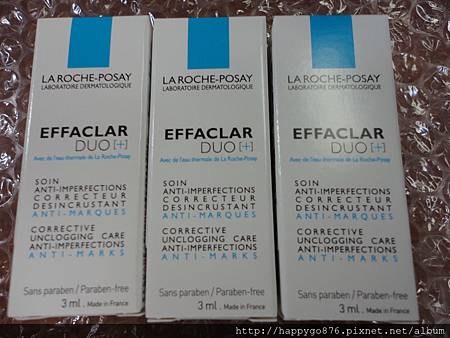 LA ROCHE-POSAY
LABORATOIRE DERMATOLOGIQUE
EFFACLAR
DUO [+]
Avec de l'eau thermale de La Roche-Posay
SOIN
ANTI-IMPERFECTIONS
CORRECTEUR
DESINCRUSTANT
ANTI-MARQUES
CORRECTIVE
UNCLOGGING CARE
ANTI-IMPERFECTIONS
ANTI-MARKS
Sans paraben / Paraben-free
3 ml. Made in France
LA ROCHE-POSAY
LABORATOIRE DERMATOLOGIQUE
EFFACLAR
DUO [+]
Avec de l'eau thermale de La Roche-Posay
SOIN
ANTI-IMPERFECTIONS
CORRECTEUR
DESINCRUSTANT
ANTI-MARQUES
CORRECTIVE
UNCLOGGING CARE
ANTI-IMPERFECTIONS
ANTI-MARKS
Sans paraben / Paraben-free
3 ml. Made in France
LA ROCHE-POSAY
LABORATOIRE DERMATOLOGIQUE
EFFACLAR
DUO [+]
Avec de l'eau thermale de La Roche-Posay
SOIN
ANTI-IMPERFECTIONS
CORRECTEUR
DESINCRUSTANT
ANTI-MARQUES
CORRECTIVE
UNCLOGGING CARE
ANTI-IMPERFECTIONS
ANTI-MARKS
Sans paraben / Paraben-free
3 ml. Made in France
http://happygo876.pixnet.net/album